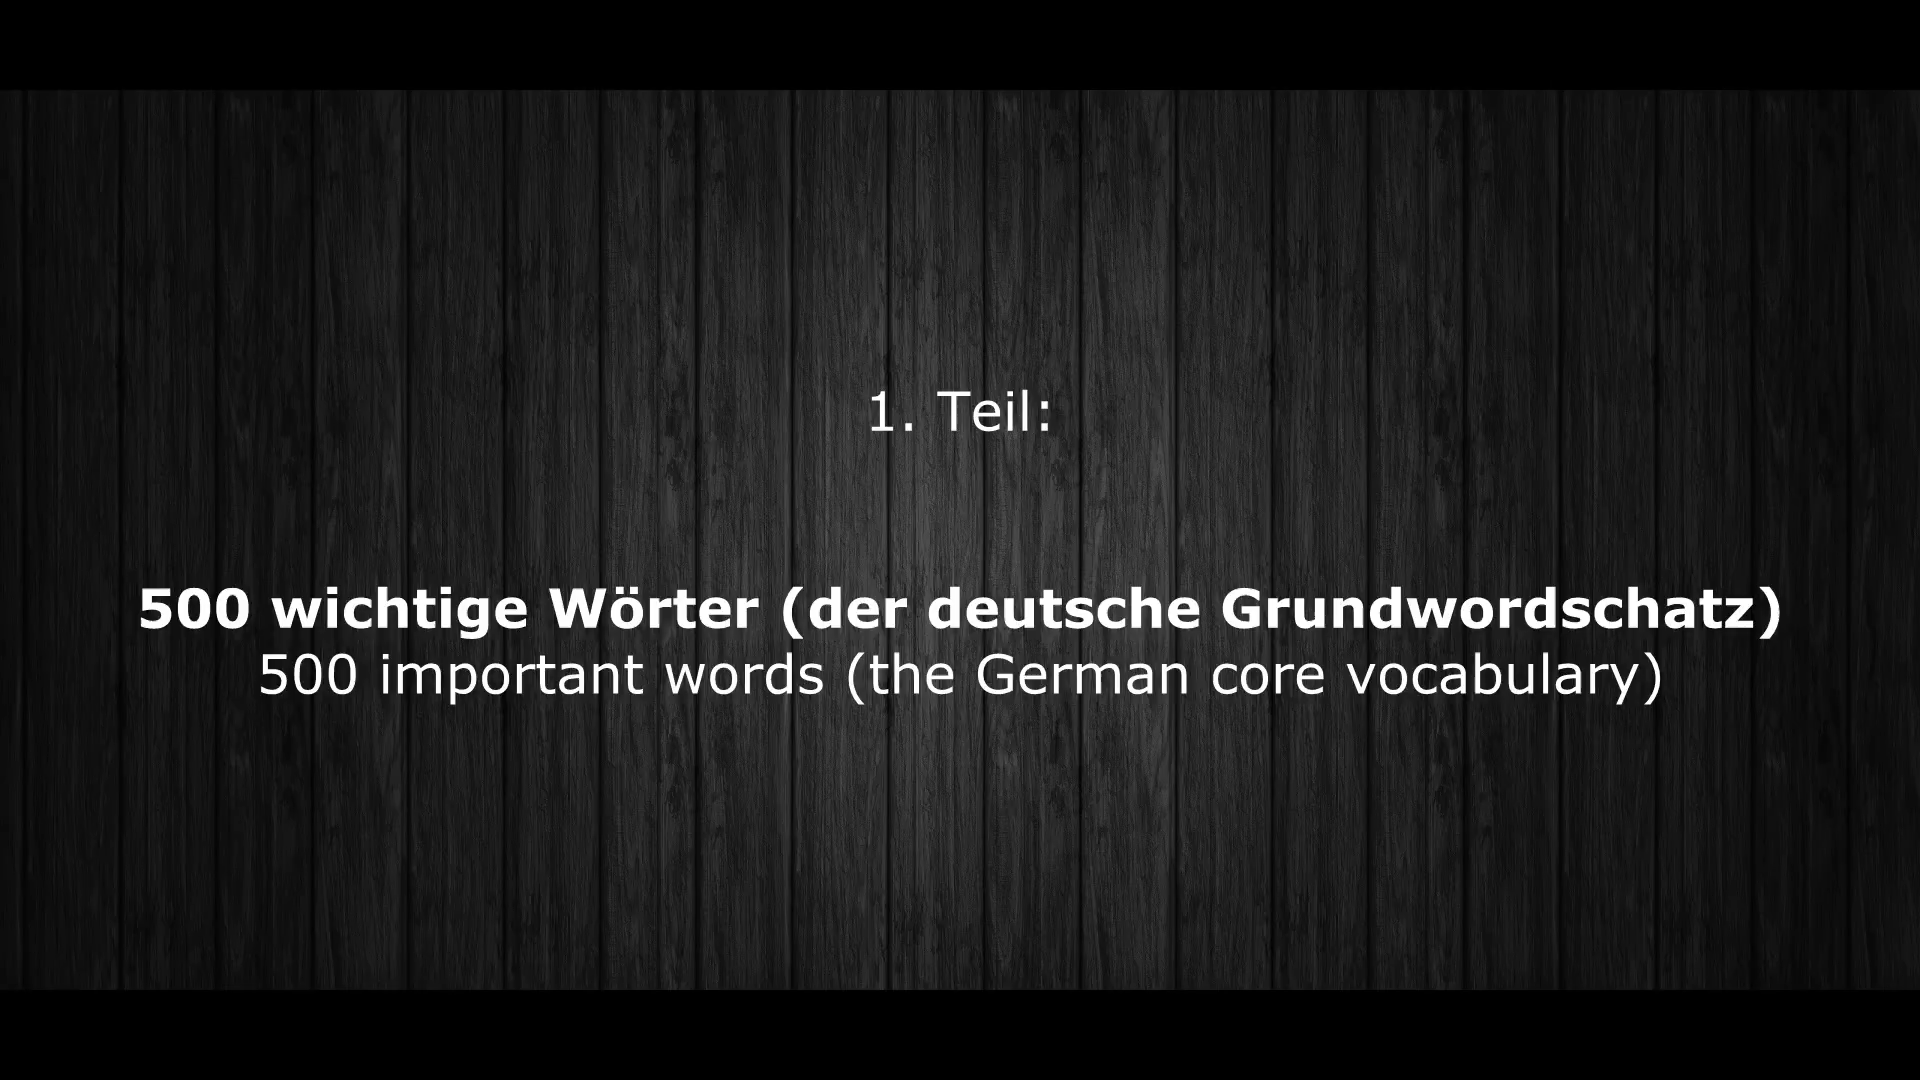 1. Teil:
500 wichtige Wörter (der deutsche Grundwordschatz)
500 important words (the German core vocabulary)